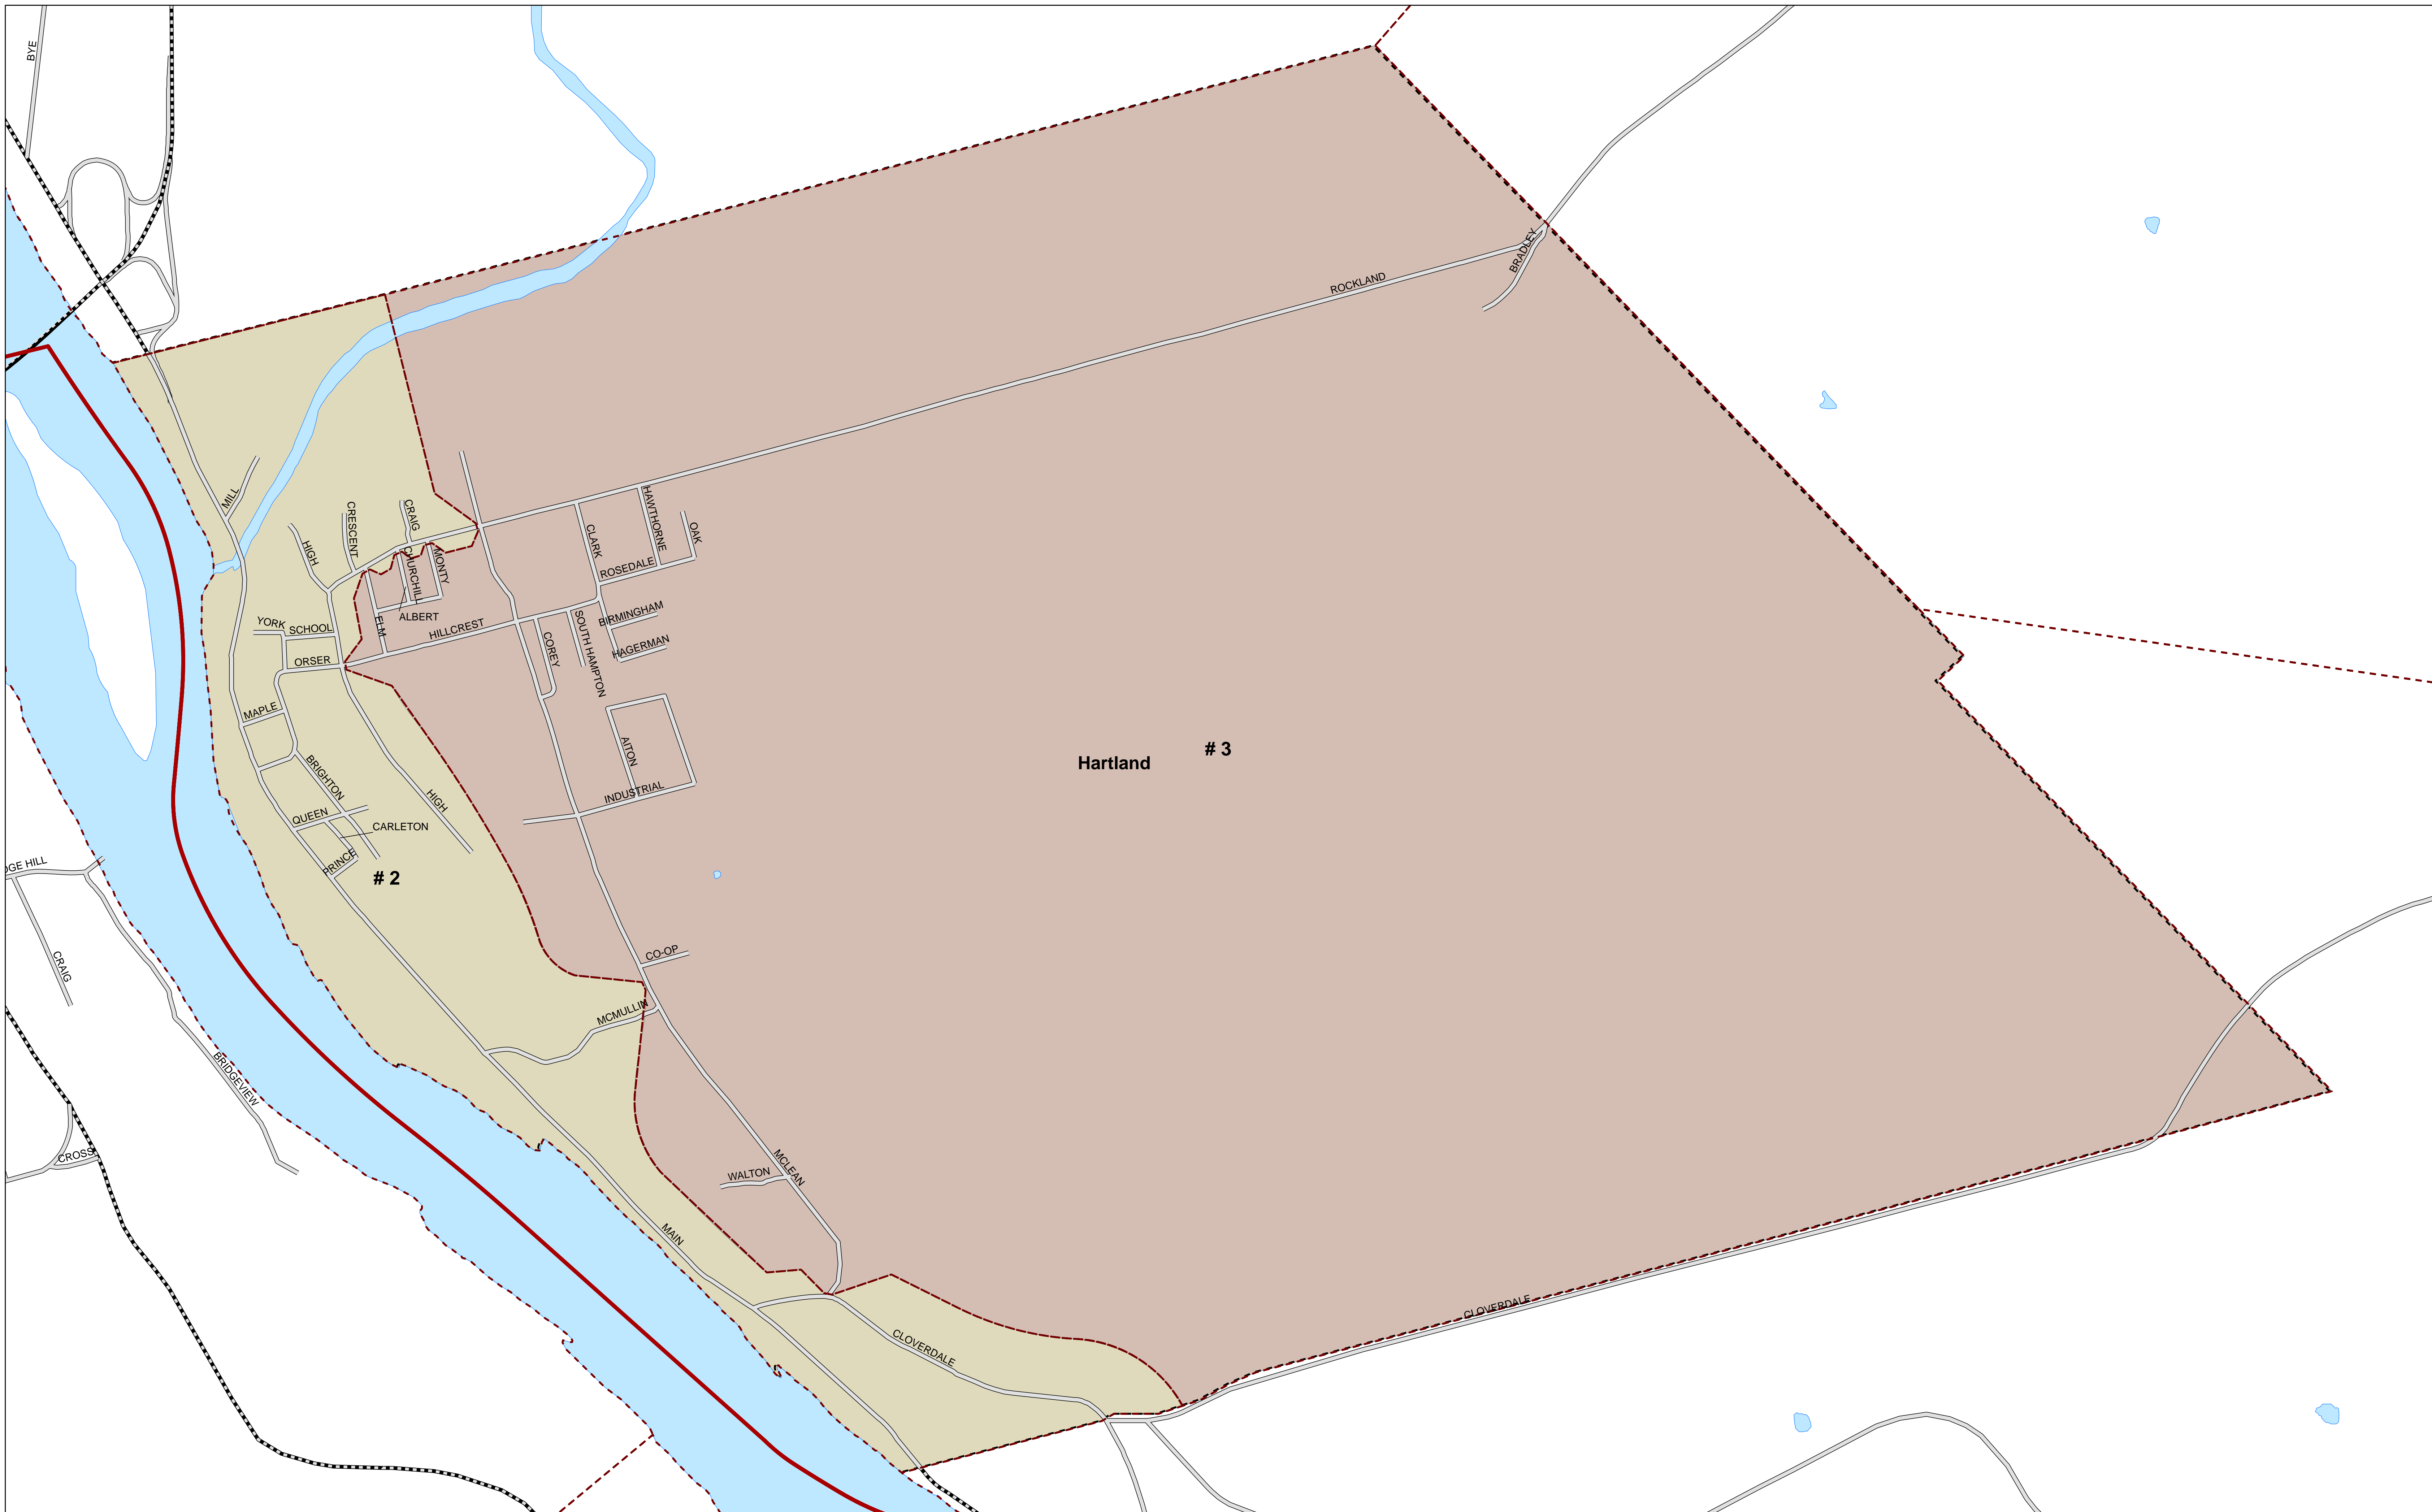 BYE
BRADLEY
ROCKLAND
MILL
CRESCENT
CRAIG
HAWTHORNE
OAK
HIGH
CLARK
CHURCHILL
MONTY
ROSEDALE
ALBERT
BIRMINGHAM
YORK
SCHOOL
ELM
HILLCREST
SOUTH HAMPTON
COREY
HAGERMAN
ORSER
MAPLE
AITON
Hartland
# 3
BRIGHTON
HIGH
INDUSTRIAL
QUEEN
CARLETON
PRINCE
DGE HILL
# 2
CRAIG
CO-OP
MCMULLIN
BRIDGEVIEW
CROSS
WALTON
MCLEAN
MAIN
CLOVERDALE
CLOVERDALE